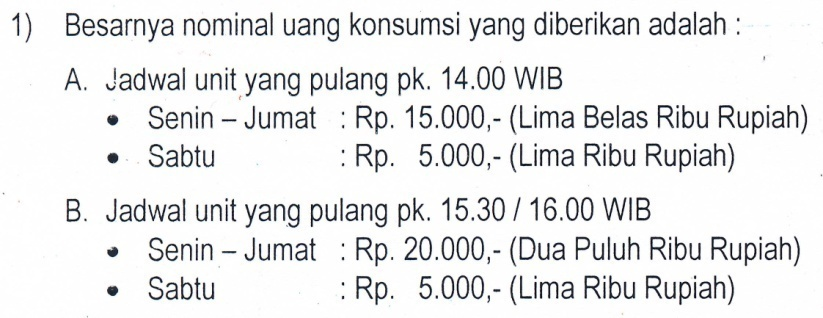 1) Besarnya nominal uang konsumsi yang diberikan adalah :
A. Jadwal unit yang pulang pk. 14.00 WIB
• Senin – Jumat : Rp. 15.000,- (Lima Belas Ribu Rupiah)
• Sabtu : Rp. 5.000,- (Lima Ribu Rupiah)
B. Jadwal unit yang pulang pk. 15.30 / 16.00 WIB
• Senin – Jumat : Rp. 20.000,- (Dua Puluh Ribu Rupiah)
• Sabtu : Rp. 5.000,- (Lima Ribu Rupiah)